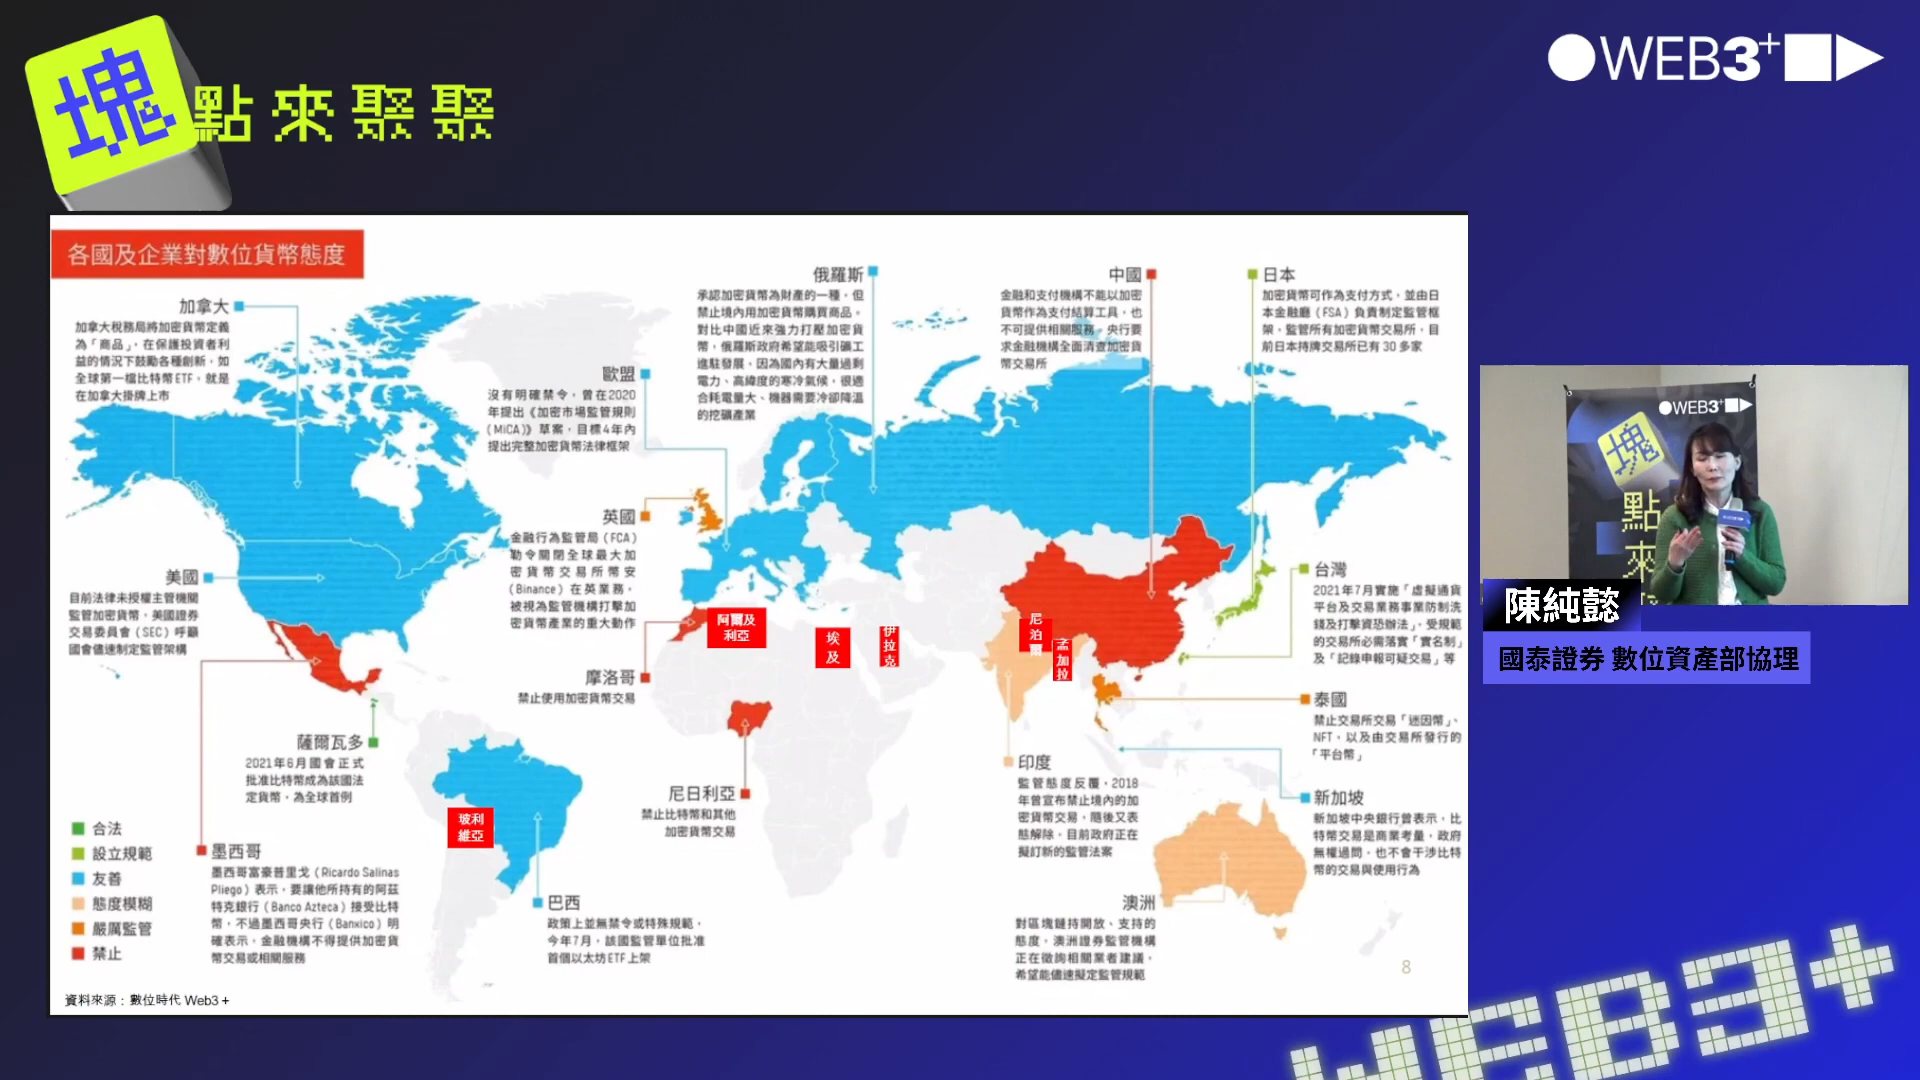 塊點來聚聚
WEB3+
各國及企業對數位貨幣態度
加拿大
加拿大稅務局將加密貨幣定義
為「商品」，在保護投資者利
益的情況下鼓勵各種創新，如
全球第一檔比特幣ETF，就是
在加拿大掛牌上市
美國
目前法律未授權主管機關
監管加密貨幣，美國證券
交易委員會（SEC）呼籲
國會儘速制定監管架構
薩爾瓦多
2021年6月國會正式
批准比特幣成為該國法
定貨幣，為全球首例
合法
設立規範
友善
態度模糊
嚴厲監管
禁止
墨西哥
墨西哥富豪普里戈（Ricardo Salinas
Pliego）表示，要讓他所持有的阿茲
特克銀行（Banco Azteca）接受比特
幣，不過墨西哥央行（Banxico）明
確表示，金融機構不得提供加密貨
幣交易或相關服務
資料來源：數位時代 Web3 +
歐盟
沒有明確禁令，曾在2020
年提出《加密市場監管規則
（MiCA）》草案，目標4年內
提出完整加密貨幣法律框架
英國
金融行為監管局（FCA）
勒令關閉全球最大加
密貨幣交易所幣安
（Binance）在英業務，
被視為監管機構打擊加
密貨幣產業的重大動作
摩洛哥
禁止使用加密貨幣交易
尼日利亞
禁止比特幣和其他
加密貨幣交易
玻利
維亞
巴西
政策上並無禁令或特殊規範，
今年7月，該國監管單位批准
首個以太坊ETF上架
俄羅斯
承認加密貨幣為財產的一種，但
禁止境內用加密貨幣購買商品。
對比中國近來強力打壓加密貨
幣，俄羅斯政府希望能吸引礦工
進駐發展，因為國內有大量過剩
電力、高緯度的寒冷氣候，很適
合耗電量大、機器需要冷卻降溫
的挖礦產業
阿爾及
利亞
埃
及
伊
拉
克
尼
泊
爾
孟
加
拉
中國
金融和支付機構不能以加密
貨幣作為支付結算工具，也
不可提供相關服務，央行要
求金融機構全面清查加密貨
幣交易所
日本
加密貨幣可作為支付方式，並由日
本金融廳（FSA）負責制定監管框
架，監管所有加密貨幣交易所，目
前日本持牌交易所已有30多家
台灣
2021年7月實施「虛擬通貨
平台及交易業務事業防制洗
錢及打擊資恐辦法」，受規範
的交易所必需落實「實名制」
及「記錄申報可疑交易」等
泰國
禁止交易所交易「迷因幣」、
NFT，以及由交易所發行的
「平台幣」
印度
監管態度反覆，2018
年曾宣布禁止境內的加
密貨幣交易，隨後又表
態解除，目前政府正在
擬訂新的監管法案
新加坡
新加坡中央銀行曾表示，比
特幣交易是商業考量，政府
無權過問，也不會干涉比特
幣的交易與使用行為
澳洲
對區塊鏈持開放、支持的
態度，澳洲證券監管機構
正在徵詢相關業者建議，
希望能儘速擬定監管規範
8
WEB3+
塊
點
來
陳純懿
國泰證券 數位資產部協理
WEB3+